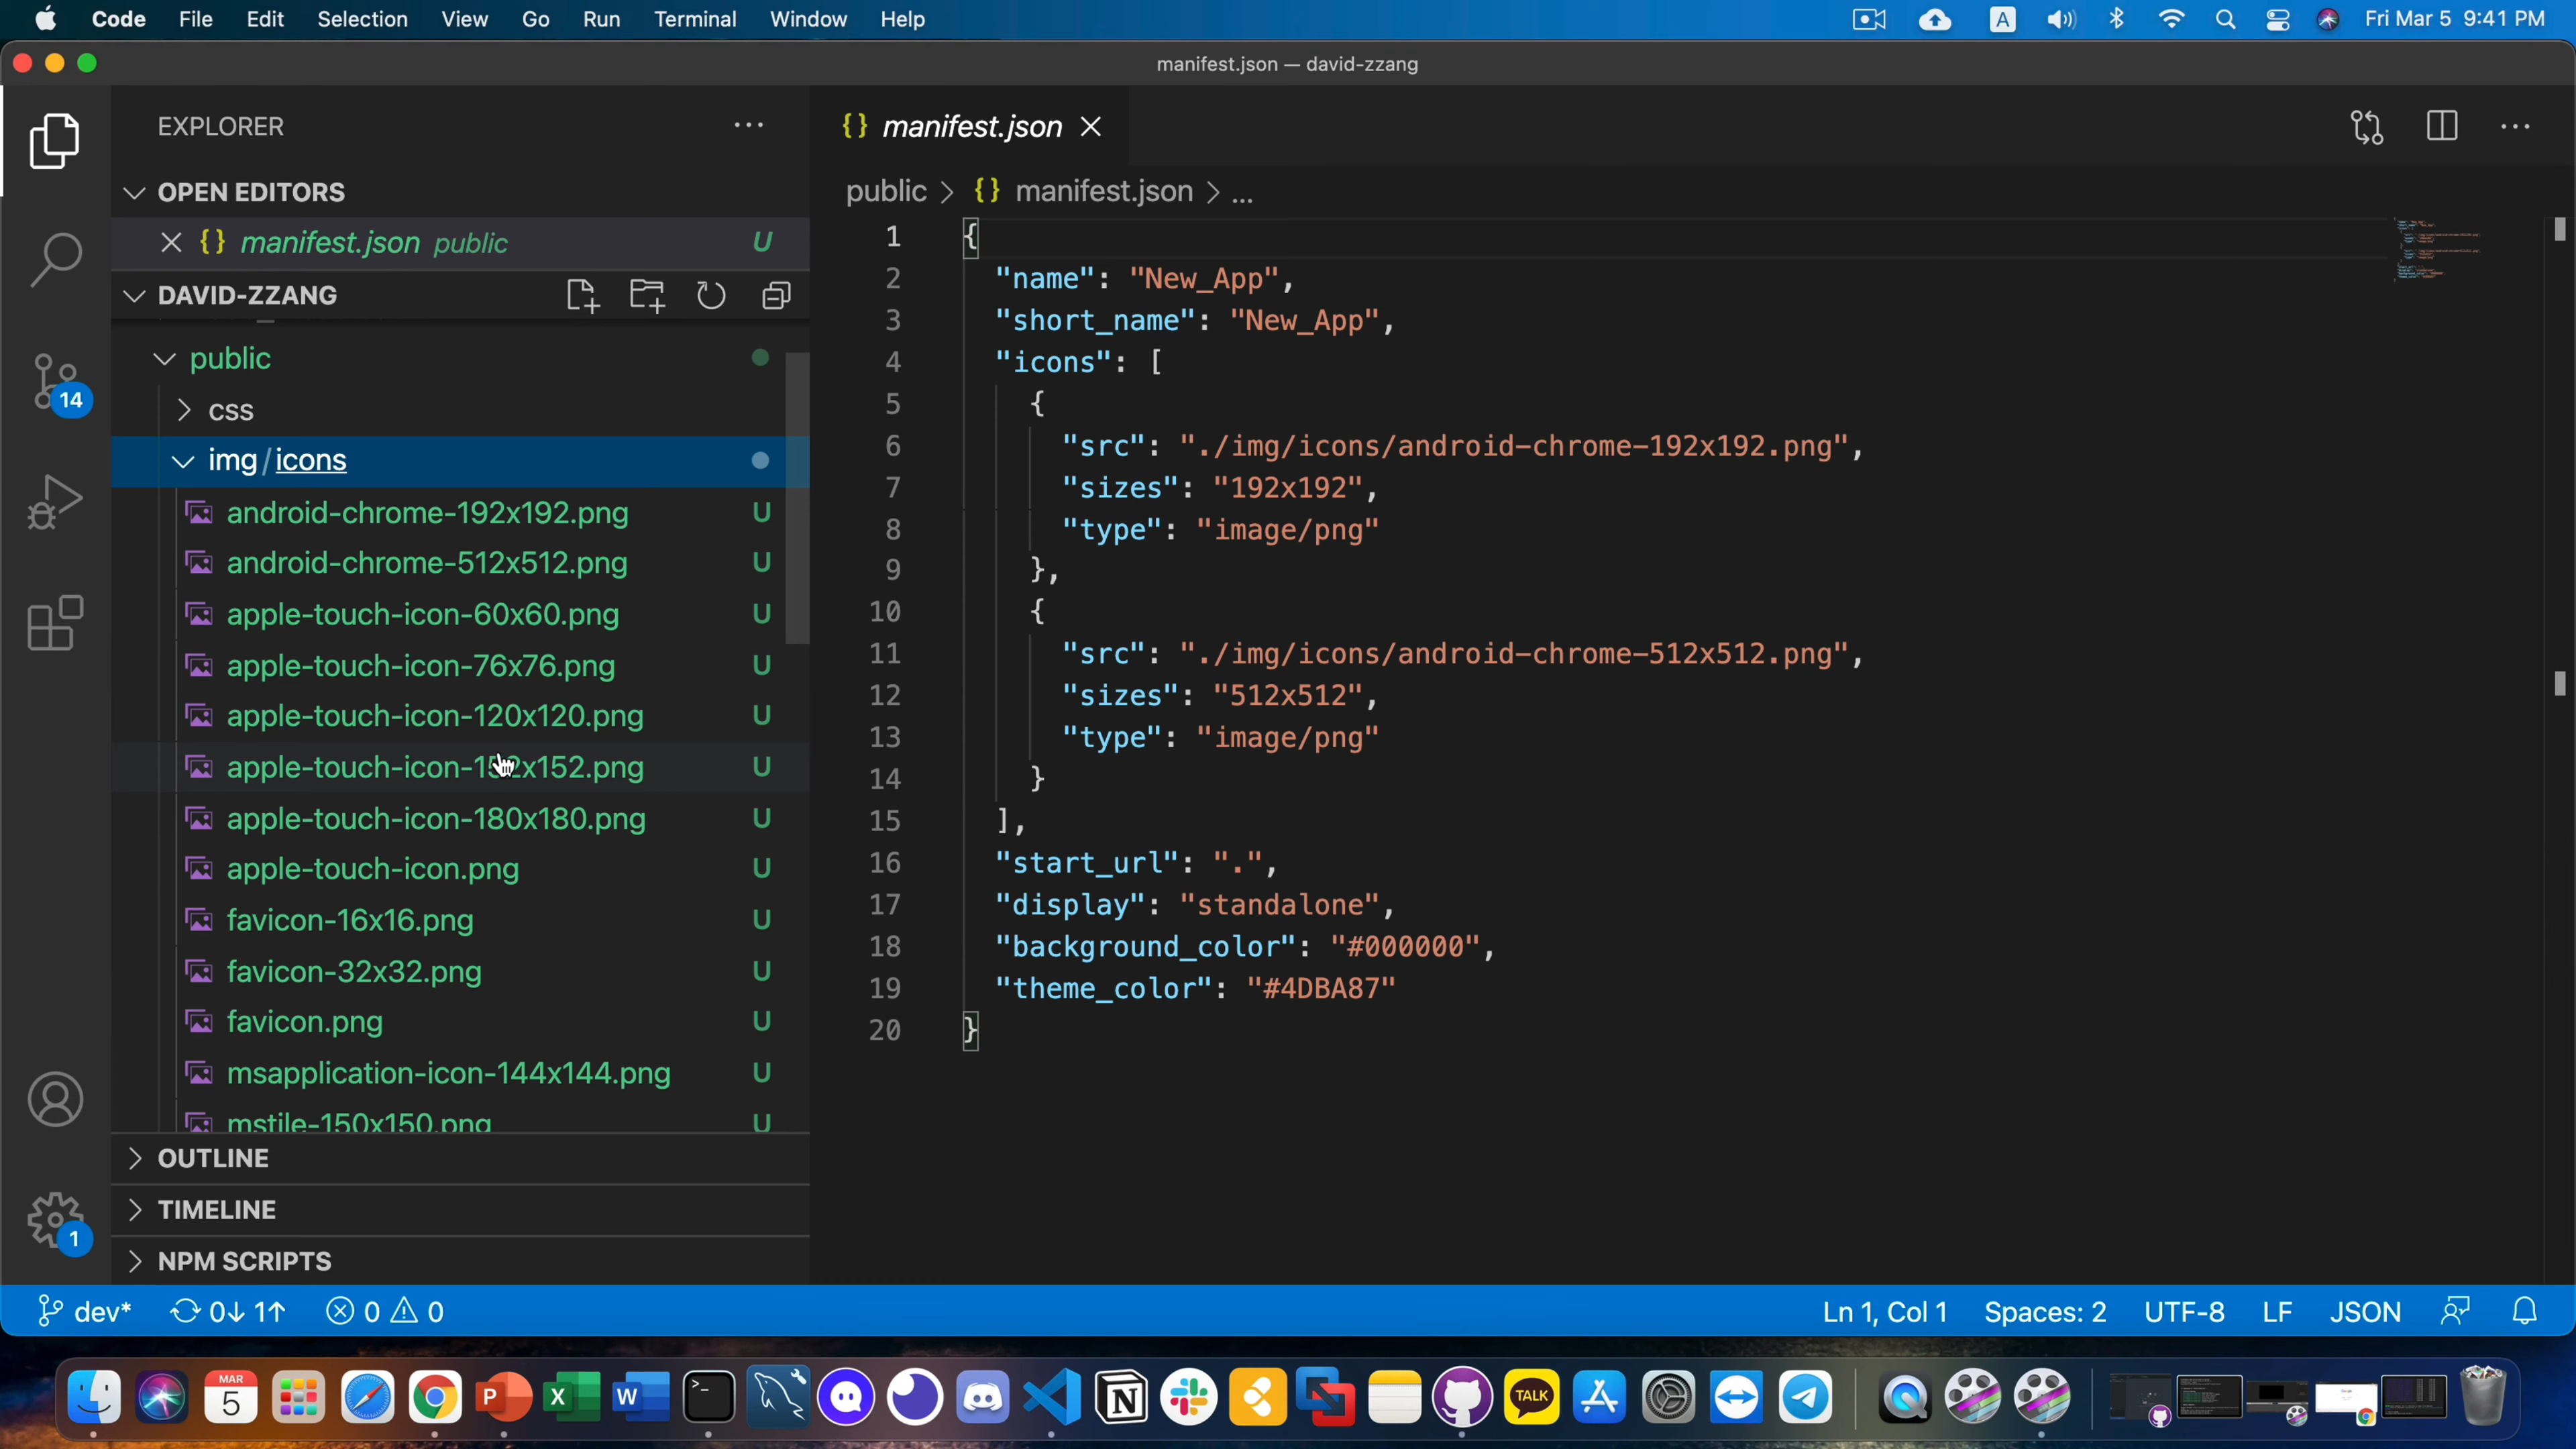 Code File Edit Selection View Go Run Terminal Window Help
A Fri Mar 5 9:41 PM
manifest.json — david-zzang
EXPLORER
OPEN EDITORS
manifest.json public U
DAVID-ZZANG
public
css
img/icons
android-chrome-192x192.png U
android-chrome-512x512.png U
apple-touch-icon-60x60.png U
apple-touch-icon-76x76.png U
apple-touch-icon-120x120.png U
apple-touch-icon-152x152.png U
apple-touch-icon-180x180.png U
apple-touch-icon.png U
favicon-16x16.png U
favicon-32x32.png U
favicon.png U
msapplication-icon-144x144.png U
mstile-150x150.png U
OUTLINE
TIMELINE
NPM SCRIPTS
14
1
{} manifest.json
public > {} manifest.json > ...
1 {
2 "name": "New_App",
3 "short_name": "New_App",
4 "icons": [
5 {
6 "src": "./img/icons/android-chrome-192x192.png",
7 "sizes": "192x192",
8 "type": "image/png"
9 },
10 {
11 "src": "./img/icons/android-chrome-512x512.png",
12 "sizes": "512x512",
13 "type": "image/png"
14 }
15 ],
16 "start_url": ".",
17 "display": "standalone",
18 "background_color": "#000000",
19 "theme_color": "#4DBA87"
20 }
dev* 0↓ 1↑ 0 0
Ln 1, Col 1 Spaces: 2 UTF-8 LF JSON
MAR
5
P X W >_ N TALK